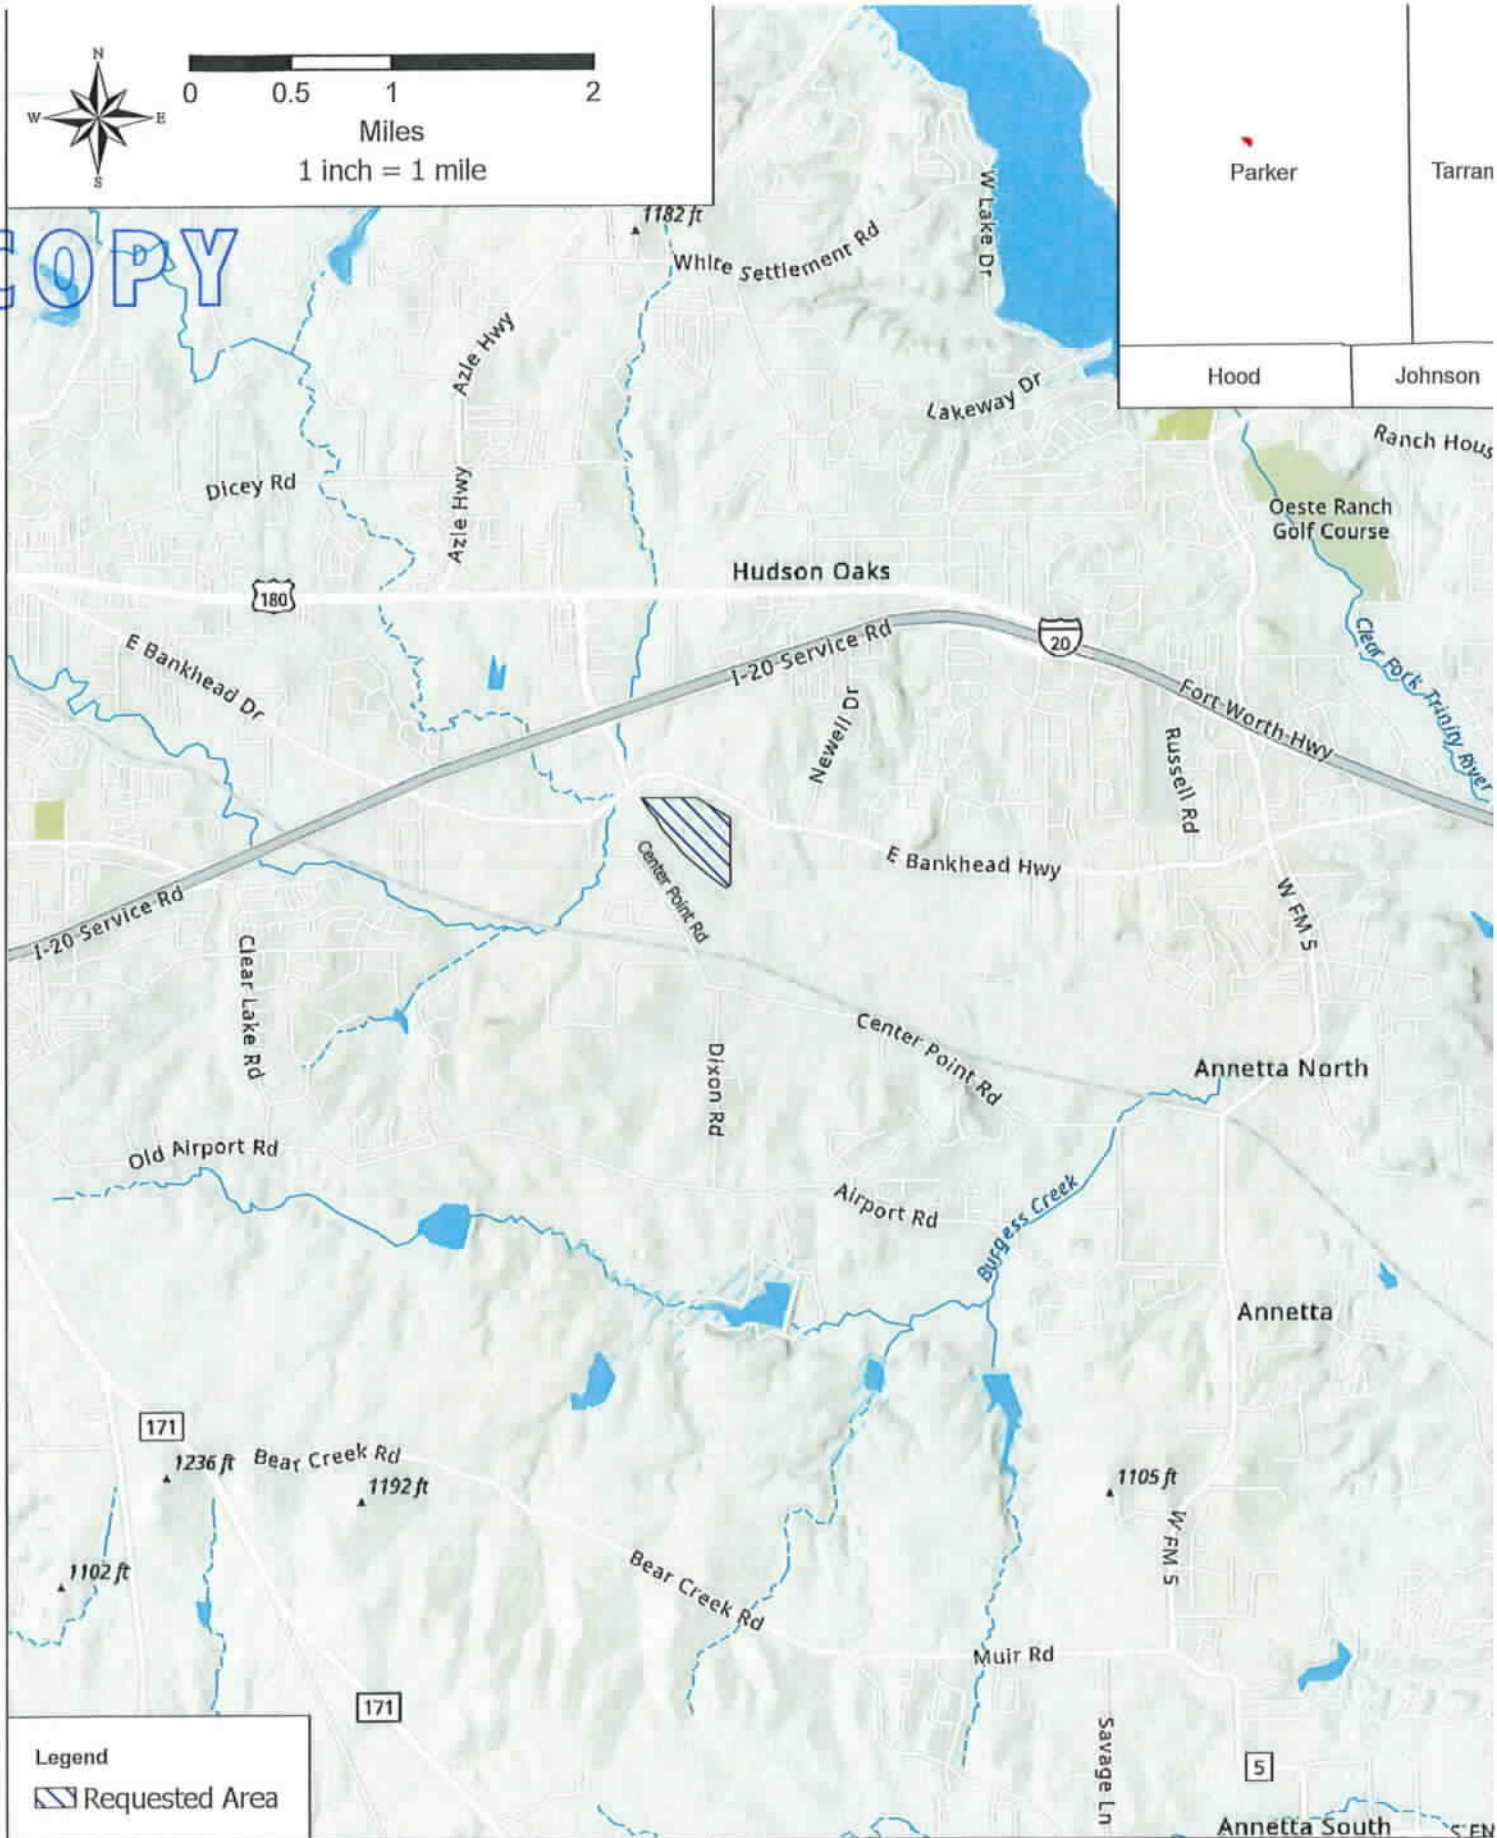 N
W
E
S
0 0.5 1 2
Miles
1 inch = 1 mile
Parker
Tarran
Hood
Johnson
COPY
1182 ft
White Settlement Rd
W Lake Dr
Azle Hwy
Lakeway Dr
Ranch Hous
Dicey Rd
Azle Hwy
Oeste Ranch
Golf Course
Hudson Oaks
180
I-20 Service Rd
20
Clear Fork Trinity River
E Bankhead Dr
Fort Worth Hwy
Newell Dr
Russell Rd
E Bankhead Hwy
Center Point Rd
W FM 5
I-20 Service Rd
Clear Lake Rd
Center Point Rd
Dixon Rd
Annetta North
Old Airport Rd
Airport Rd
Burgess Creek
Annetta
171
1236 ft
Bear Creek Rd
1192 ft
1105 ft
W FM 5
1102 ft
Bear Creek Rd
Muir Rd
171
Savage Ln
5
Annetta South
S FN
Legend
Requested Area